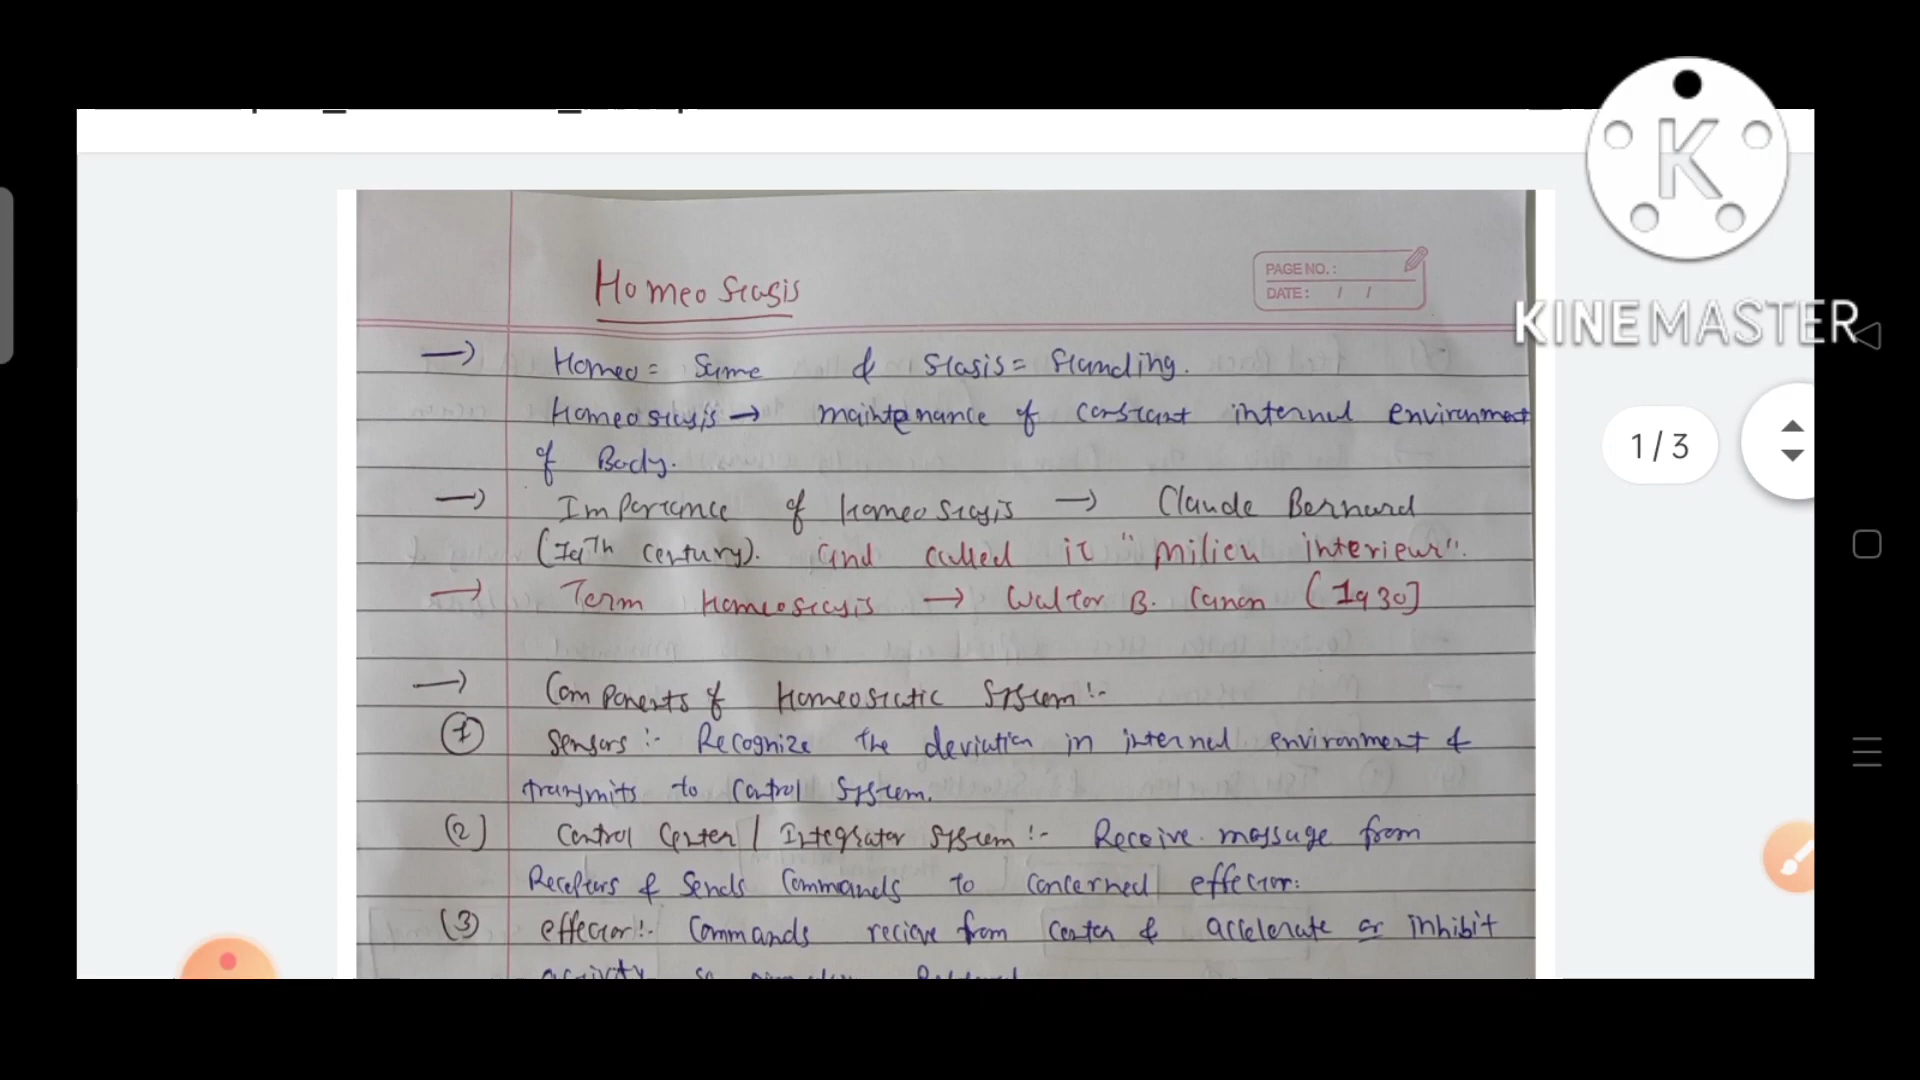 Homeostasis
PAGE NO.:
DATE: / /
K
KINEMASTER
→ Homeo = Same & Stasis = Standing.
Homeostasis → maintenance of constant internal environment
of Body.
→ Importance of homeostasis → Claude Bernard
(19Th century). and called it "milieu interieur".
→ Term Homeostasis → Walter B. Canon (1930]
1/3
→ Components of Homeostatic System :-
(1) Sensors :- Recognize the deviation in internal environment &
transmits to Control System.
(2] Control Center / Integrator System :- Receive message from
Receptors & Sends Commands to concerned effector.
(3) effector :- Commands recieve from center & accelerate or inhibit